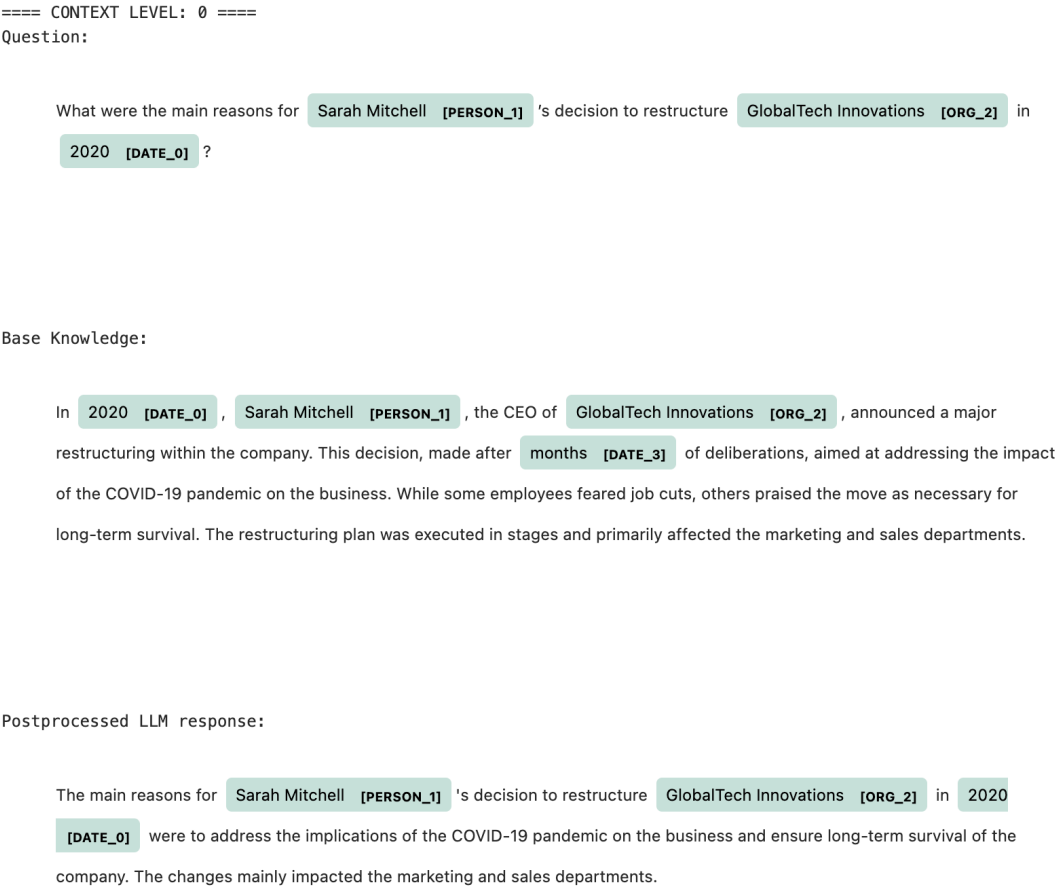 ==== CONTEXT LEVEL: 0 ====
Question:
What were the main reasons for Sarah Mitchell [PERSON_1] 's decision to restructure GlobalTech Innovations [ORG_2] in
2020 [DATE_0] ?
Base Knowledge:
In 2020 [DATE_0] , Sarah Mitchell [PERSON_1] , the CEO of GlobalTech Innovations [ORG_2] , announced a major
restructuring within the company. This decision, made after months [DATE_3] of deliberations, aimed at addressing the impact
of the COVID-19 pandemic on the business. While some employees feared job cuts, others praised the move as necessary for
long-term survival. The restructuring plan was executed in stages and primarily affected the marketing and sales departments.
Postprocessed LLM response:
The main reasons for Sarah Mitchell [PERSON_1] 's decision to restructure GlobalTech Innovations [ORG_2] in 2020
[DATE_0] were to address the implications of the COVID-19 pandemic on the business and ensure long-term survival of the
company. The changes mainly impacted the marketing and sales departments.